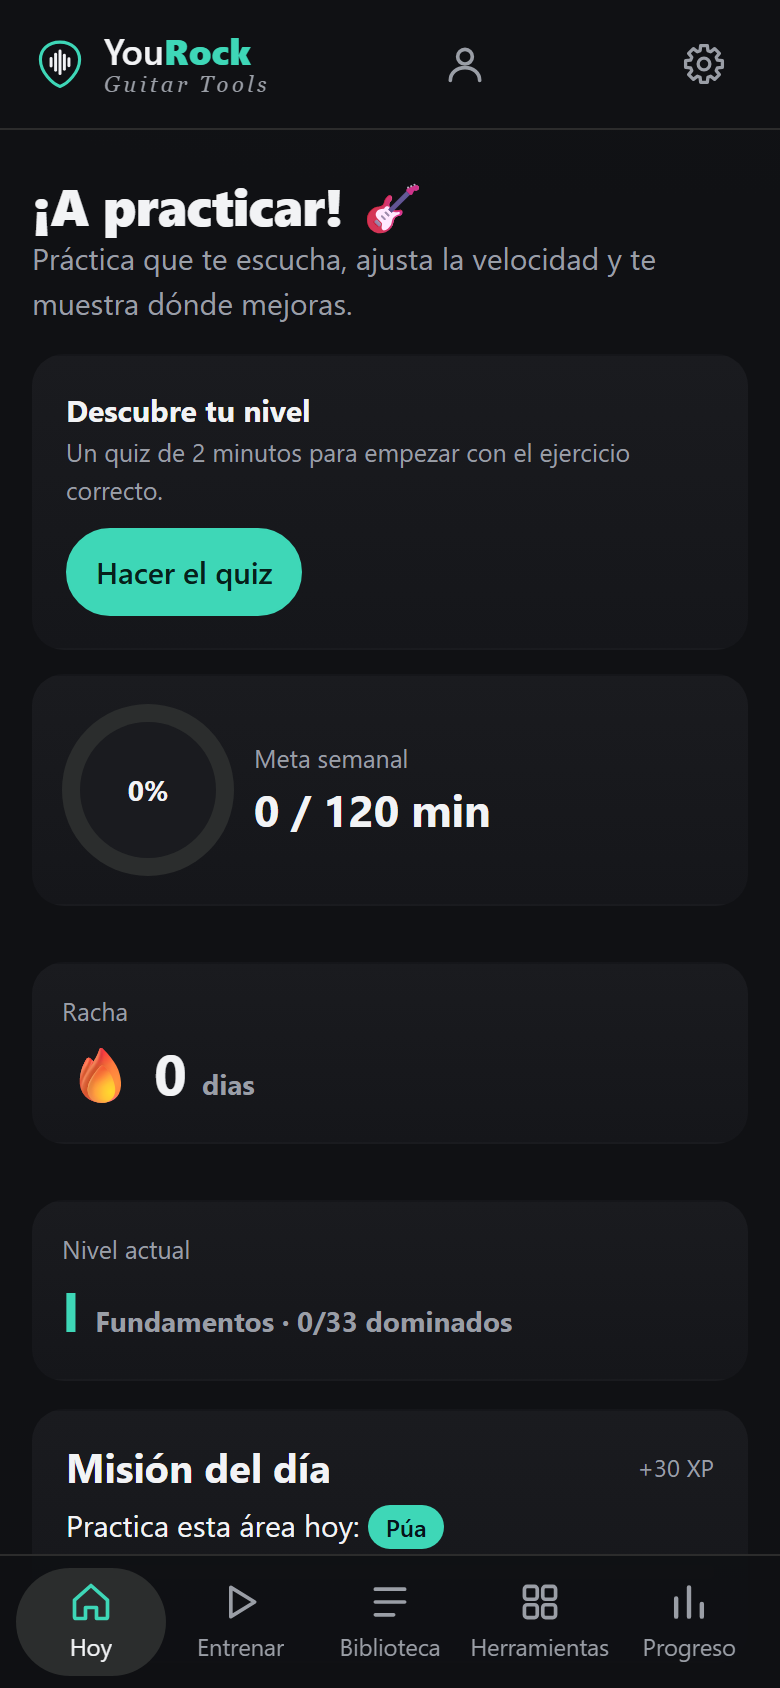 YouRock
Guitar Tools
¡A practicar!
Práctica que te escucha, ajusta la velocidad y te
muestra dónde mejoras.
Descubre tu nivel
Un quiz de 2 minutos para empezar con el ejercicio
correcto.
Hacer el quiz
0%
Meta semanal
0 / 120 min
Racha
0 dias
Nivel actual
I Fundamentos · 0/33 dominados
Misión del día
+30 XP
Practica esta área hoy: Púa
Hoy
Entrenar
Biblioteca
Herramientas
Progreso